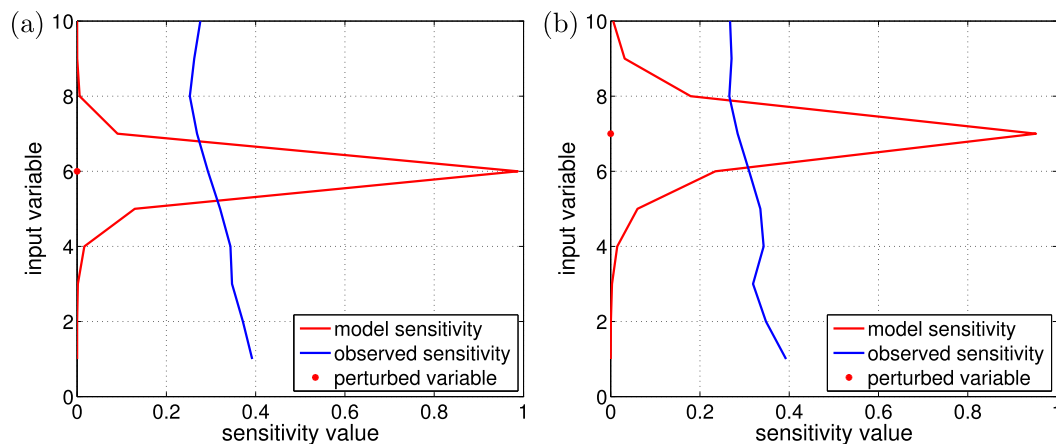 (a)
10
8
6
4
2
0
input variable
0
0.2
0.4
0.6
0.8
1
sensitivity value
model sensitivity
observed sensitivity
perturbed variable
(b)
10
8
6
4
2
0
input variable
0
0.2
0.4
0.6
0.8
1
sensitivity value
model sensitivity
observed sensitivity
perturbed variable